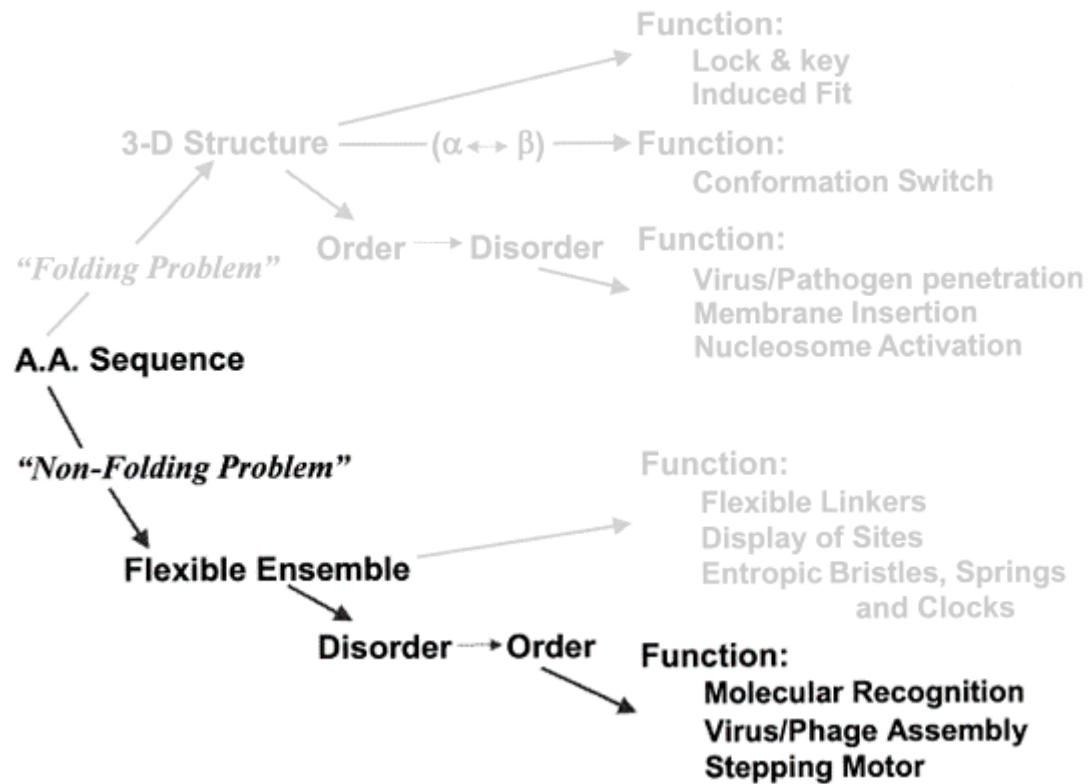 Function:
Lock & key
Induced Fit
3-D Structure
(α ↔ β)
Function:
Conformation Switch
Order → Disorder
Function:
Virus/Pathogen penetration
Membrane Insertion
Nucleosome Activation
“Folding Problem”
A.A. Sequence
“Non-Folding Problem”
Function:
Flexible Linkers
Display of Sites
Entropic Bristles, Springs
and Clocks
Flexible Ensemble
Disorder → Order
Function:
Molecular Recognition
Virus/Phage Assembly
Stepping Motor